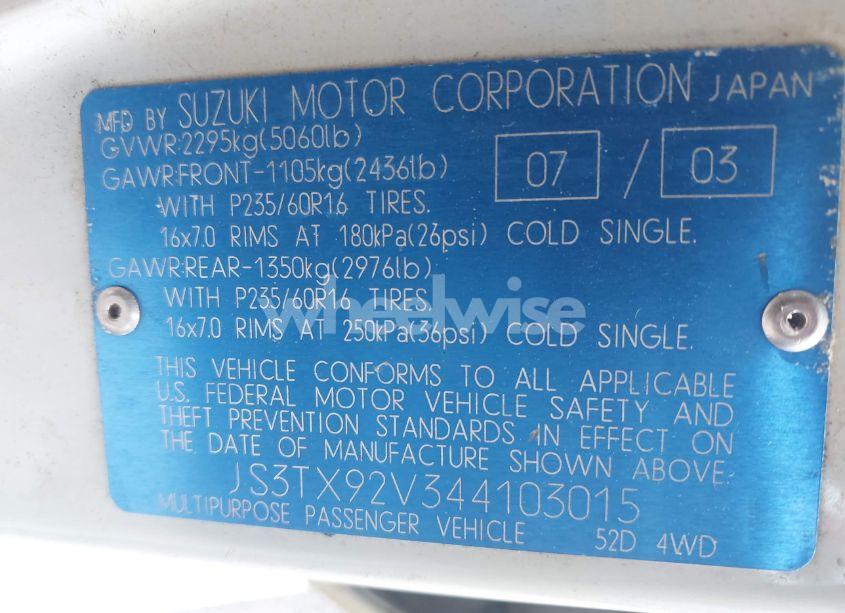 MFD BY SUZUKI MOTOR CORPORATION JAPAN
GVWR:2295kg(5060lb)
GAWR:FRONT-1105kg(2436lb)
07 / 03
WITH P235/60R16 TIRES.
16x7.0 RIMS AT 180kPa(26psi) COLD SINGLE.
GAWR:REAR-1350kg(2976lb)
WITH P235/60R16 TIRES.
wheelwise
16x7.0 RIMS AT 250kPa(36psi) COLD SINGLE.
THIS VEHICLE CONFORMS TO ALL APPLICABLE
U.S. FEDERAL MOTOR VEHICLE SAFETY AND
THEFT PREVENTION STANDARDS IN EFFECT ON
THE DATE OF MANUFACTURE SHOWN ABOVE.
JS3TX92V344103015
MULTIPURPOSE PASSENGER VEHICLE 52D 4WD